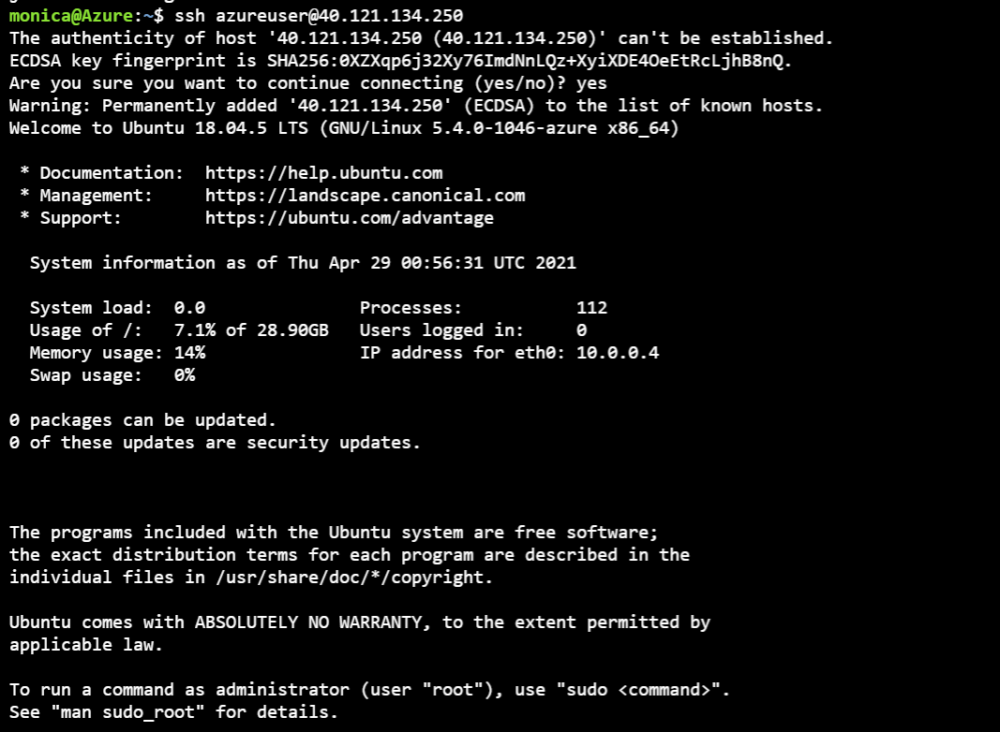 monica@Azure:~$ ssh azureuser@40.121.134.250
The authenticity of host '40.121.134.250 (40.121.134.250)' can't be established.
ECDSA key fingerprint is SHA256:0XZXqp6j32Xy76ImdNnLQz+XyiXDE4OeEtRcLjhB8nQ.
Are you sure you want to continue connecting (yes/no)? yes
Warning: Permanently added '40.121.134.250' (ECDSA) to the list of known hosts.
Welcome to Ubuntu 18.04.5 LTS (GNU/Linux 5.4.0-1046-azure x86_64)

 * Documentation:  https://help.ubuntu.com
 * Management:     https://landscape.canonical.com
 * Support:        https://ubuntu.com/advantage

  System information as of Thu Apr 29 00:56:31 UTC 2021

  System load:  0.0               Processes:           112
  Usage of /:   7.1% of 28.90GB   Users logged in:     0
  Memory usage: 14%               IP address for eth0: 10.0.0.4
  Swap usage:   0%

0 packages can be updated.
0 of these updates are security updates.

The programs included with the Ubuntu system are free software;
the exact distribution terms for each program are described in the
individual files in /usr/share/doc/*/copyright.

Ubuntu comes with ABSOLUTELY NO WARRANTY, to the extent permitted by
applicable law.

To run a command as administrator (user "root"), use "sudo <command>".
See "man sudo_root" for details.